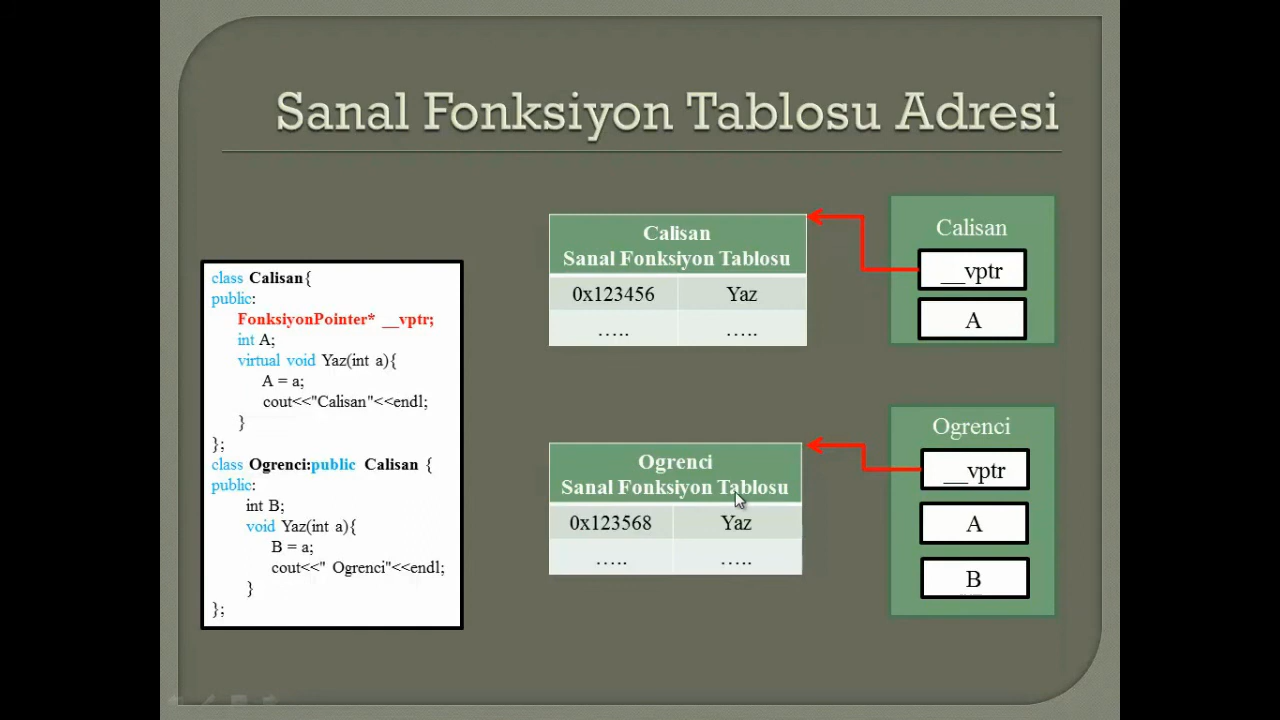 Sanal Fonksiyon Tablosu Adresi
class Calisan{
public:
FonksiyonPointer* __vptr;
int A;
virtual void Yaz(int a){
A = a;
cout<<"Calisan"<<endl;
}
};
class Ogrenci:public Calisan {
public:
int B;
void Yaz(int a){
B = a;
cout<<" Ogrenci"<<endl;
}
};
Calisan
Sanal Fonksiyon Tablosu
0x123456 Yaz
..... .....
Ogrenci
Sanal Fonksiyon Tablosu
0x123568 Yaz
..... .....
Calisan
__vptr
A
Ogrenci
__vptr
A
B